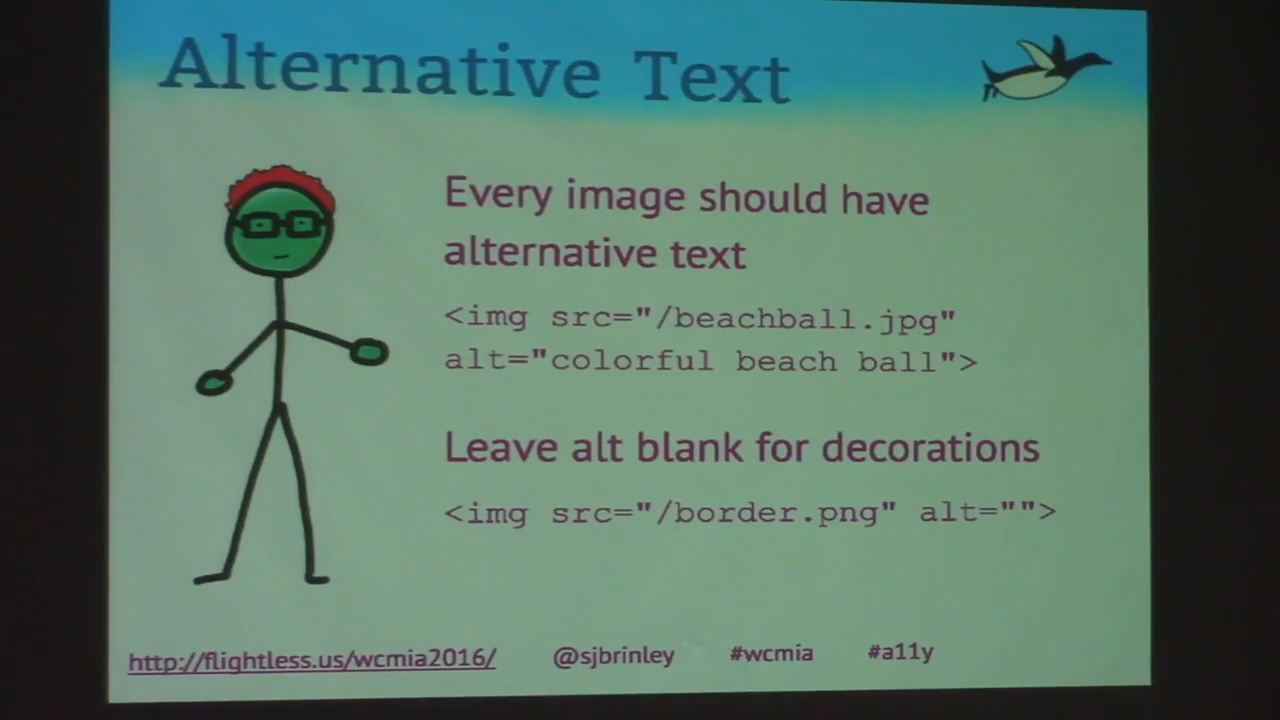 Alternative Text
Every image should have
alternative text
<img src="/beachball.jpg"
alt="colorful beach ball">
Leave alt blank for decorations
<img src="/border.png" alt="">
http://flightless.us/wcmia2016/ @sjbrinley #wcmia #a11y